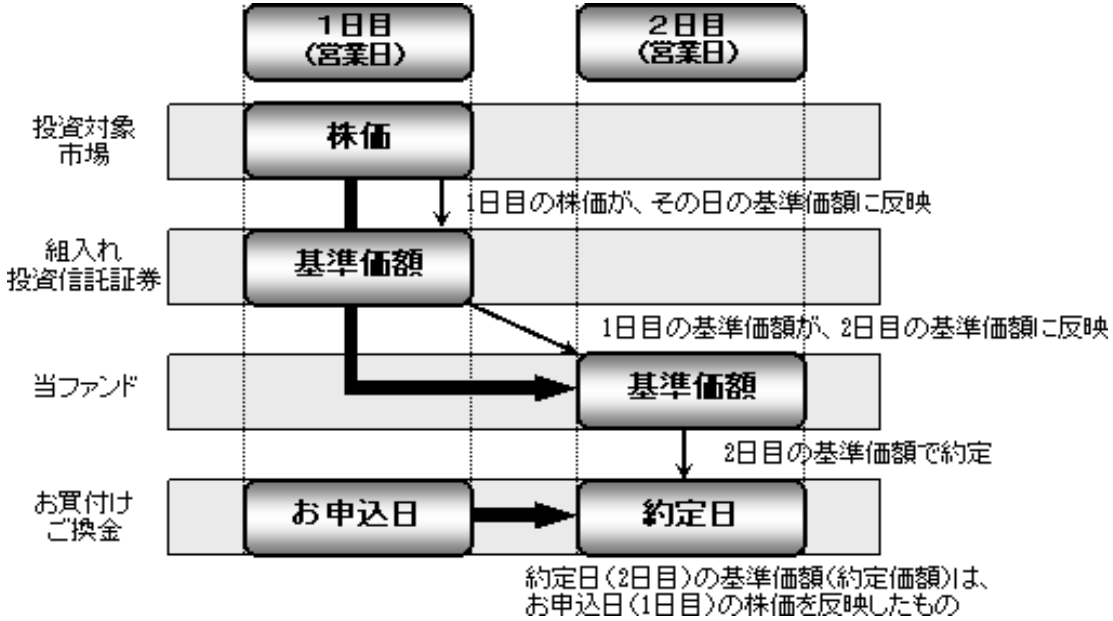 1日目
(営業日)
2日目
(営業日)
投資対象
市場
株価
1日目の株価が、その日の基準価額に反映
組入れ
投資信託証券
基準価額
1日目の基準価額が、2日目の基準価額に反映
当ファンド
基準価額
2日目の基準価額で約定
お買付け
ご換金
お申込日
約定日
約定日(2日目)の基準価額(約定価額)は、
お申込日(1日目)の株価を反映したもの